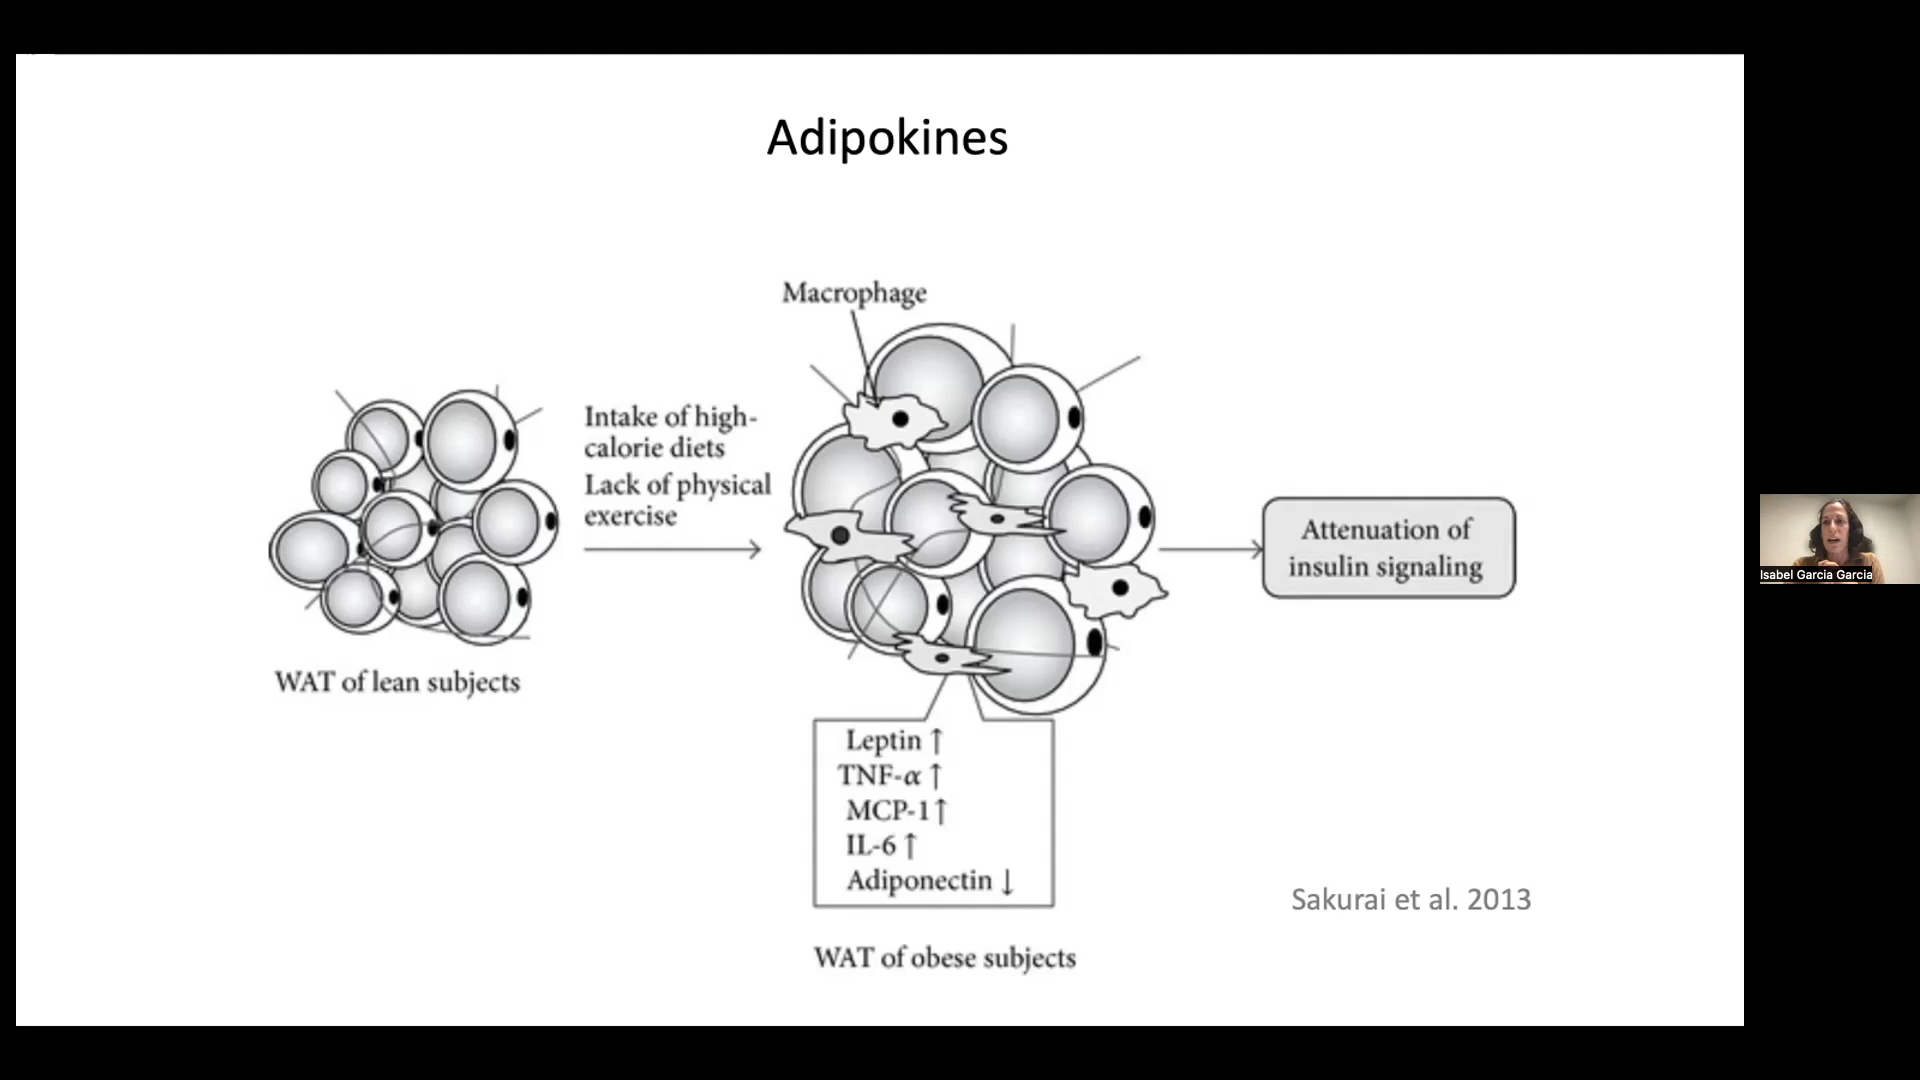 Adipokines
Macrophage
Intake of high-
calorie diets
Lack of physical
exercise
Attenuation of
insulin signaling
WAT of lean subjects
Leptin ↑
TNF-α ↑
MCP-1↑
IL-6 ↑
Adiponectin ↓
Sakurai et al. 2013
WAT of obese subjects
Isabel Garcia Garcia